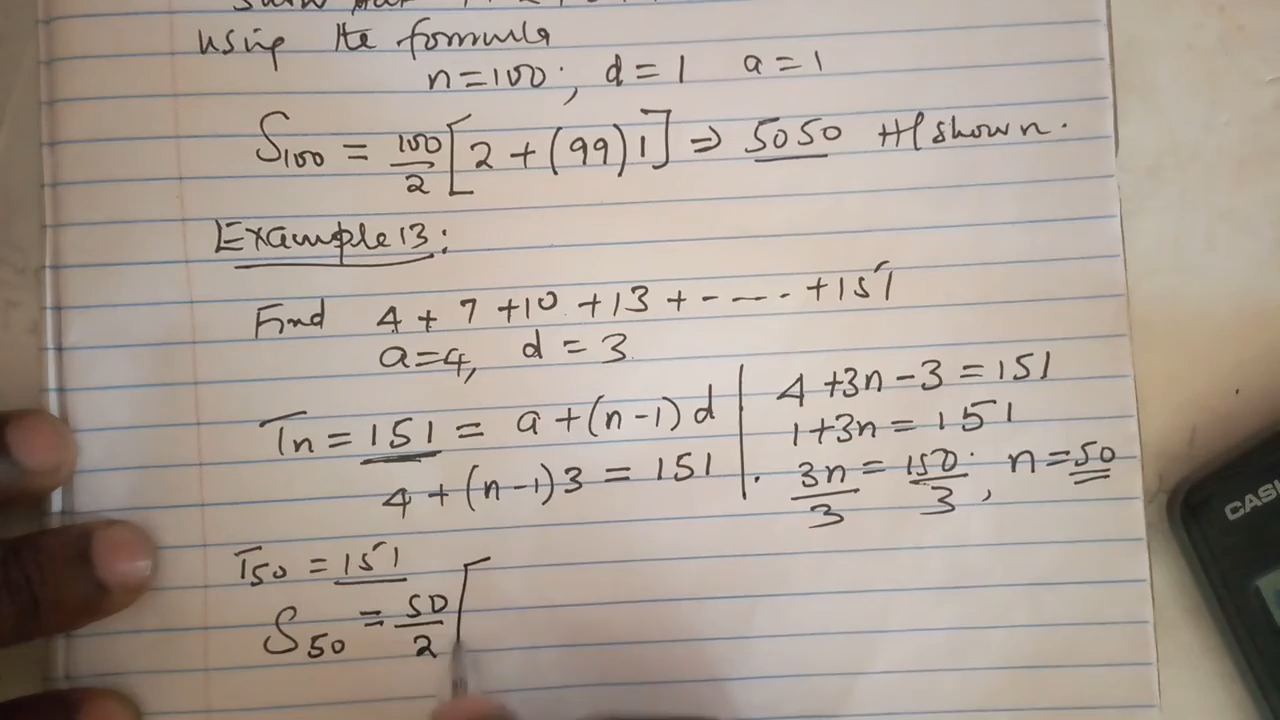 using the formula
n=100; d=1 a=1
S100 = 100/2 [2+(99)1] ⇒ 5050 H/shown.
Example 13:
Find 4+7+10+13+----+151
a=4, d=3
Tn = 151 = a+(n-1)d
4+(n-1)3 = 151
4+3n-3=151
1+3n=151
3n/3 = 150/3, n=50
T50 = 151
S50 = 50/2 [
CASI